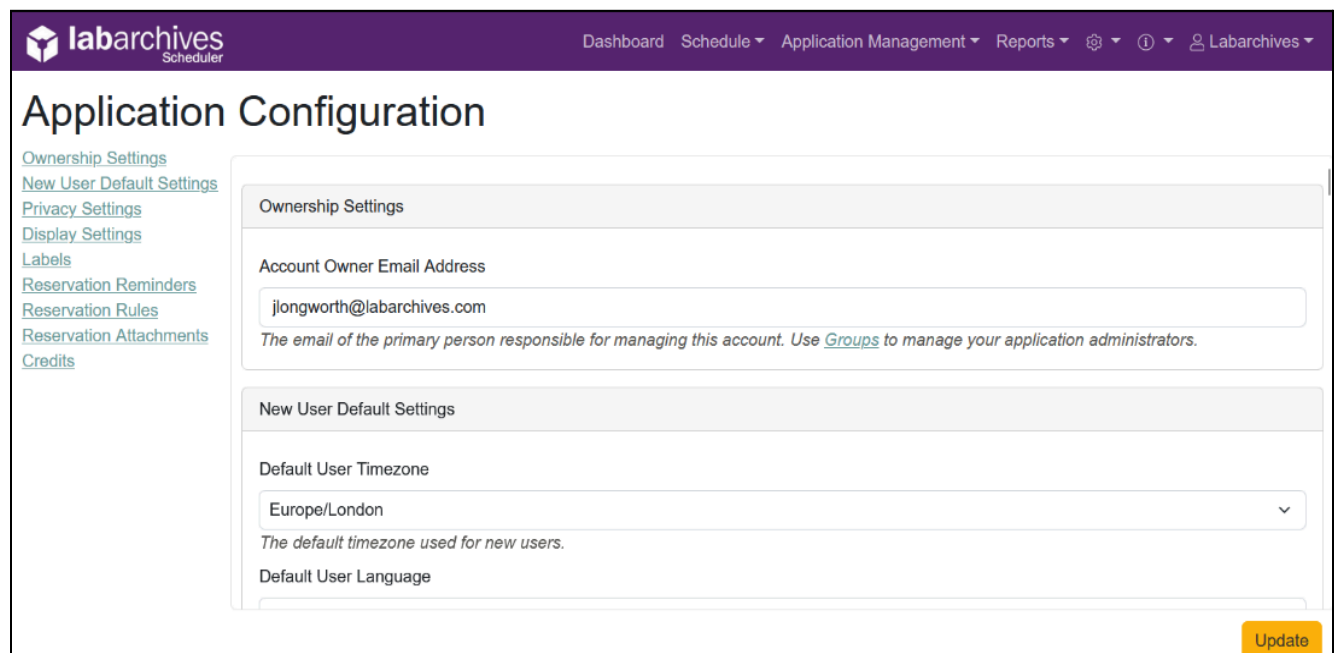 labarchives
Scheduler
Dashboard Schedule Application Management Reports Labarchives
Application Configuration
Ownership Settings
New User Default Settings
Privacy Settings
Display Settings
Labels
Reservation Reminders
Reservation Rules
Reservation Attachments
Credits
Ownership Settings
Account Owner Email Address
jlongworth@labarchives.com
The email of the primary person responsible for managing this account. Use Groups to manage your application administrators.
New User Default Settings
Default User Timezone
Europe/London
The default timezone used for new users.
Default User Language
Update